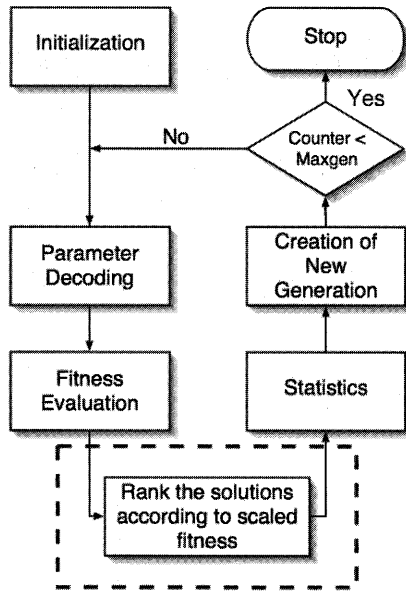 Initialization
Stop
Yes
No
Counter <
Maxgen
Parameter
Decoding
Creation of
New
Generation
Fitness
Evaluation
Statistics
Rank the solutions
according to scaled
fitness